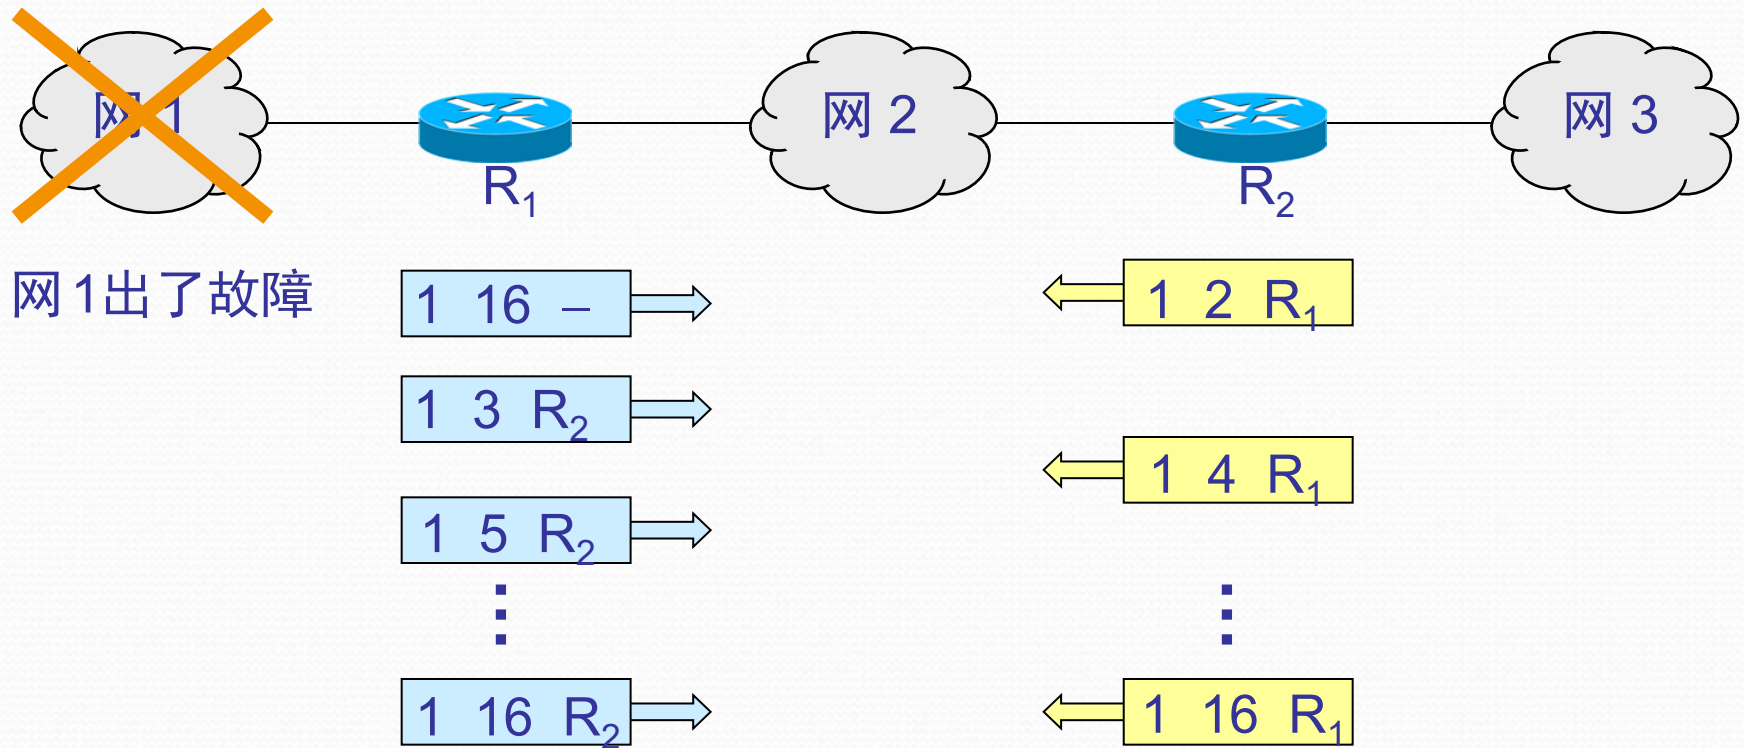 网 1 网 2 网 3
R₁ R₂
网 1出了故障
1 16 – 1 2 R₁
1 3 R₂
1 4 R₁
1 5 R₂
⋮ ⋮
1 16 R₂ 1 16 R₁